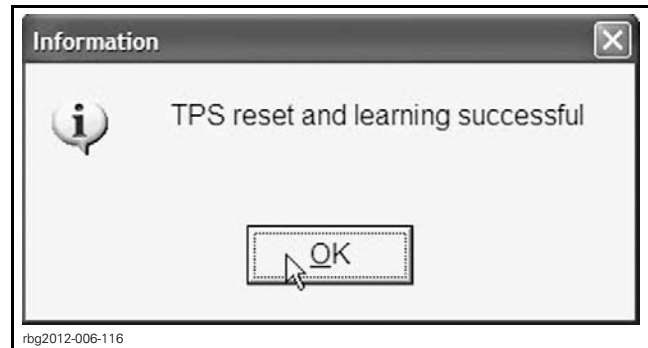 Information
TPS reset and learning successful
OK
rbg2012-006-116